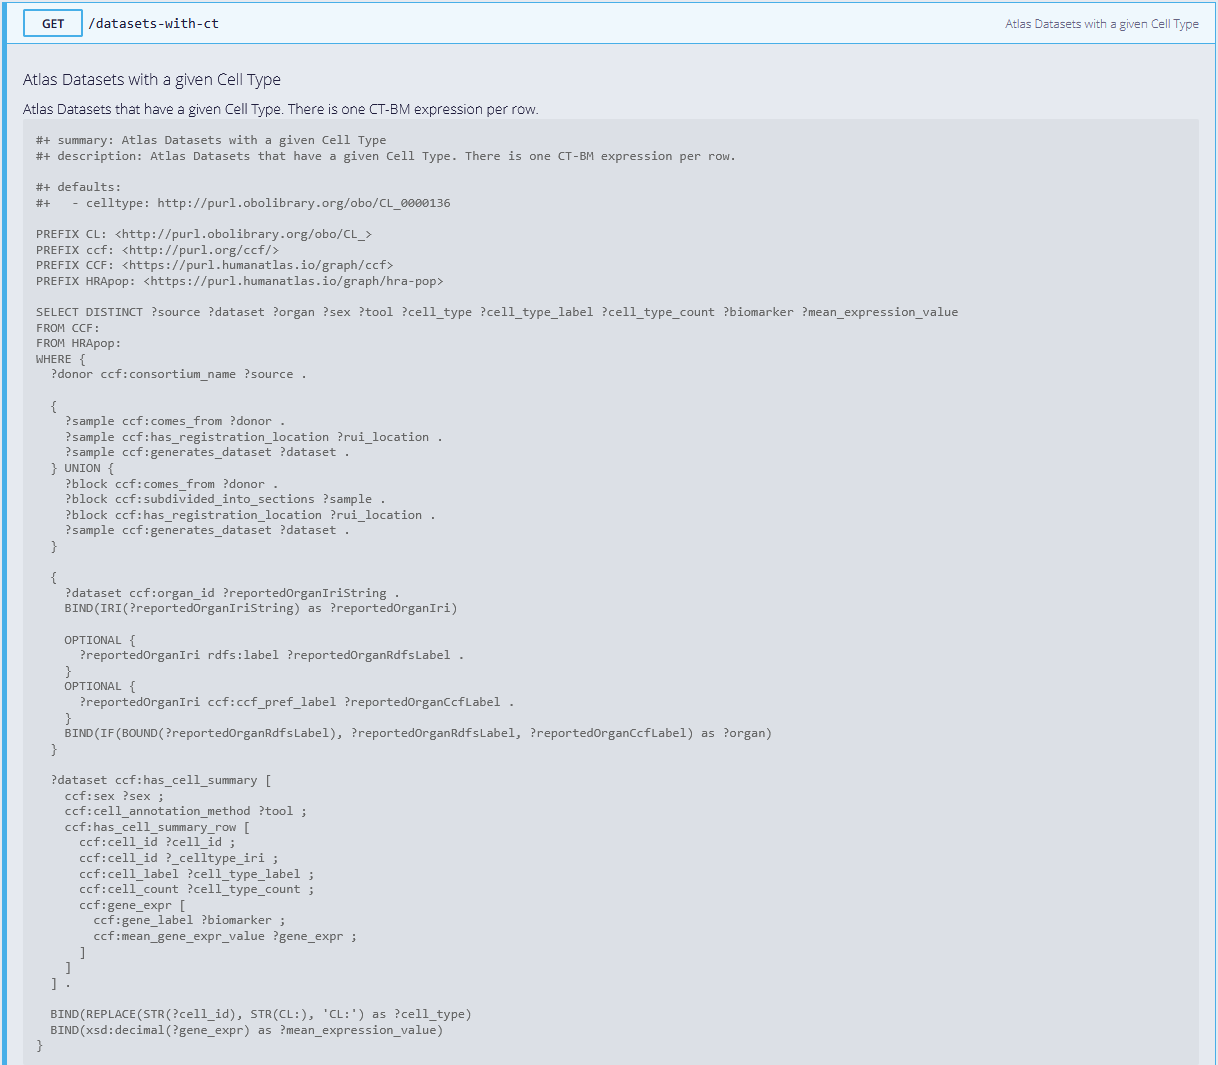 GET /datasets-with-ct Atlas Datasets with a given Cell Type
Atlas Datasets with a given Cell Type
Atlas Datasets that have a given Cell Type. There is one CT-BM expression per row.
#+ summary: Atlas Datasets with a given Cell Type
#+ description: Atlas Datasets that have a given Cell Type. There is one CT-BM expression per row.
#+ defaults:
#+   - celltype: http://purl.obolibrary.org/obo/CL_0000136
PREFIX CL: <http://purl.obolibrary.org/obo/CL_>
PREFIX ccf: <http://purl.org/ccf/>
PREFIX CCF: <https://purl.humanatlas.io/graph/ccf>
PREFIX HRApop: <https://purl.humanatlas.io/graph/hra-pop>
SELECT DISTINCT ?source ?dataset ?organ ?sex ?tool ?cell_type ?cell_type_label ?cell_type_count ?biomarker ?mean_expression_value
FROM CCF:
FROM HRApop:
WHERE {
  ?donor ccf:consortium_name ?source .
  {
    ?sample ccf:comes_from ?donor .
    ?sample ccf:has_registration_location ?rui_location .
    ?sample ccf:generates_dataset ?dataset .
  } UNION {
    ?block ccf:comes_from ?donor .
    ?block ccf:subdivided_into_sections ?sample .
    ?block ccf:has_registration_location ?rui_location .
    ?sample ccf:generates_dataset ?dataset .
  }
  {
    ?dataset ccf:organ_id ?reportedOrganIriString .
    BIND(IRI(?reportedOrganIriString) as ?reportedOrganIri)
    OPTIONAL {
      ?reportedOrganIri rdfs:label ?reportedOrganRdfsLabel .
    }
    OPTIONAL {
      ?reportedOrganIri ccf:ccf_pref_label ?reportedOrganCcfLabel .
    }
    BIND(IF(BOUND(?reportedOrganRdfsLabel), ?reportedOrganRdfsLabel, ?reportedOrganCcfLabel) as ?organ)
  }
  ?dataset ccf:has_cell_summary [
    ccf:sex ?sex ;
    ccf:cell_annotation_method ?tool ;
    ccf:has_cell_summary_row [
      ccf:cell_id ?cell_id ;
      ccf:cell_id ?_celltype_iri ;
      ccf:cell_label ?cell_type_label ;
      ccf:cell_count ?cell_type_count ;
      ccf:gene_expr [
        ccf:gene_label ?biomarker ;
        ccf:mean_gene_expr_value ?gene_expr ;
      ]
    ]
  ] .
  BIND(REPLACE(STR(?cell_id), STR(CL:), 'CL:') as ?cell_type)
  BIND(xsd:decimal(?gene_expr) as ?mean_expression_value)
}